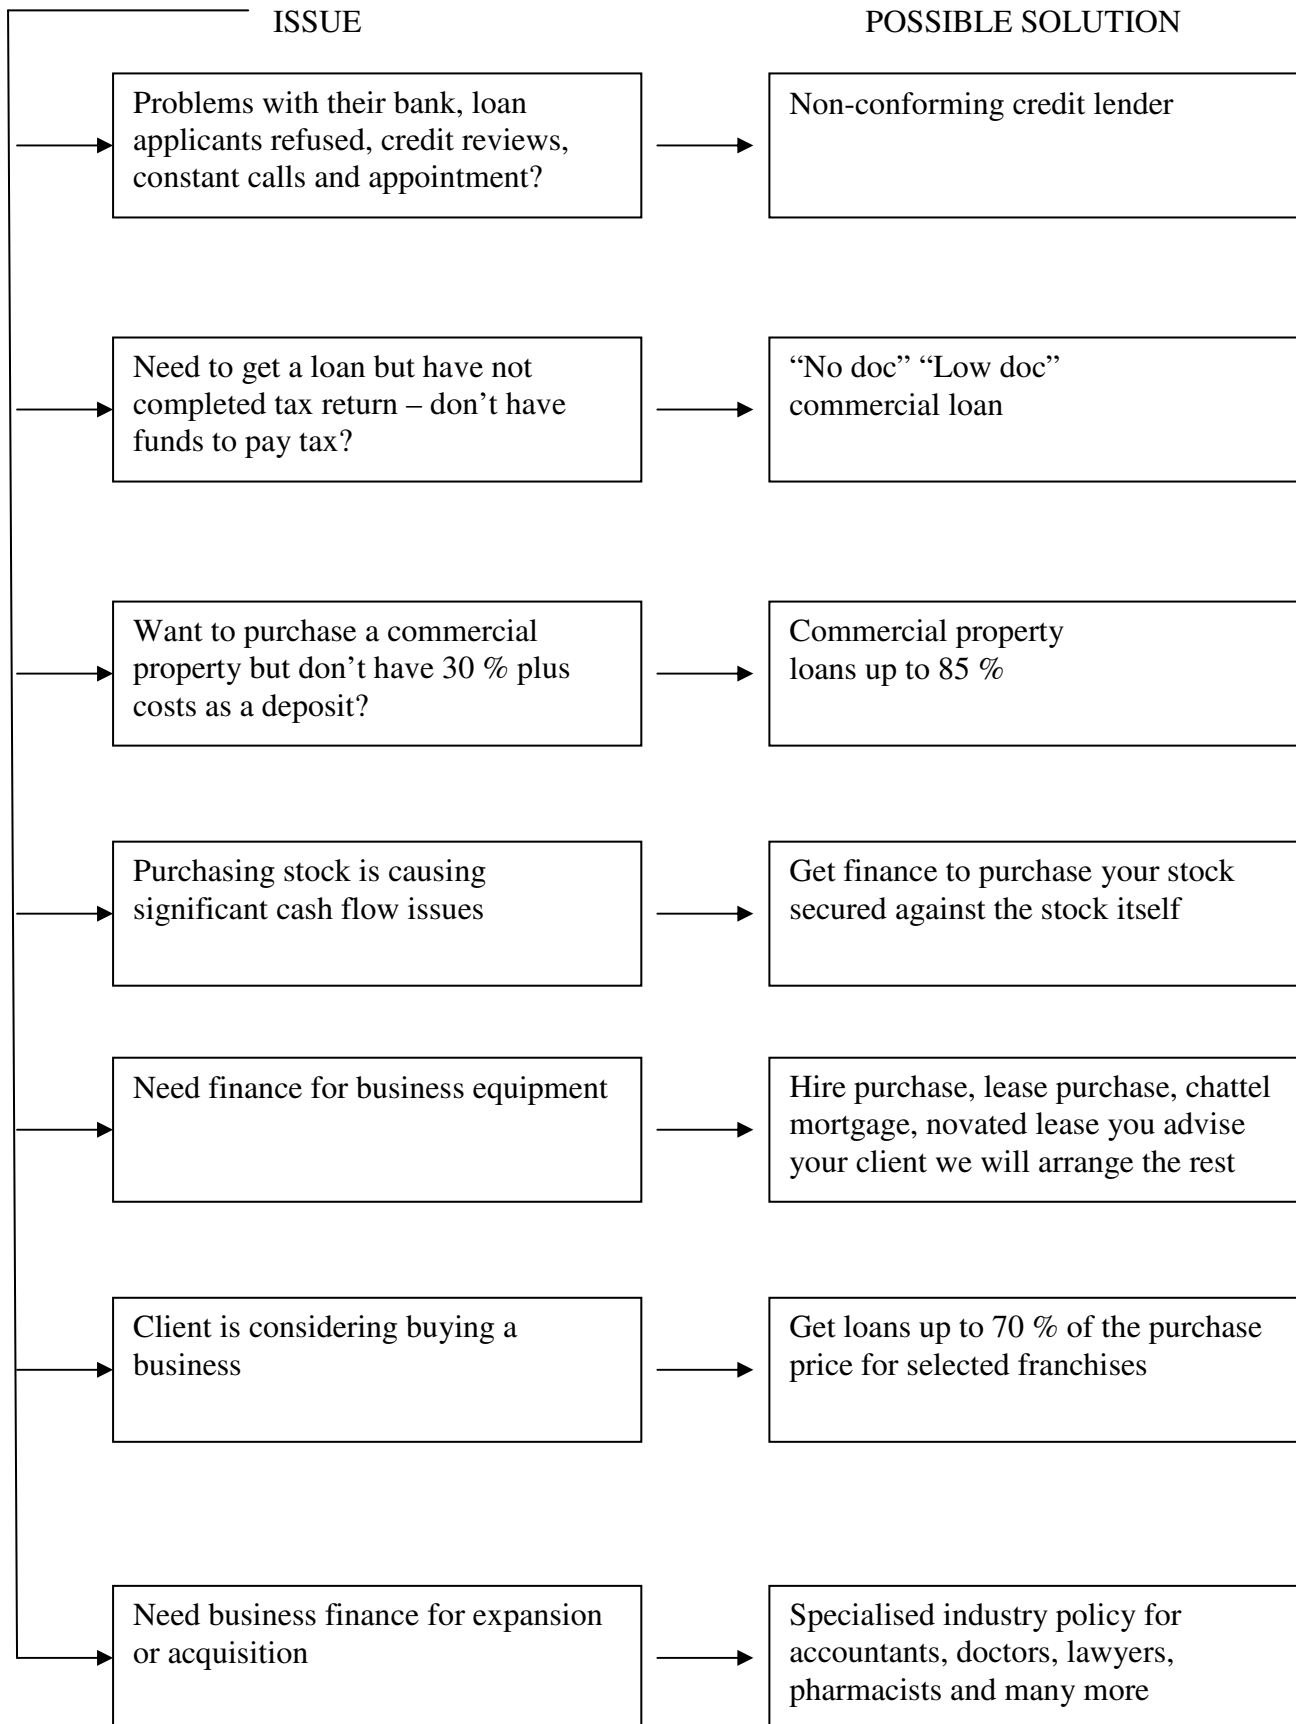 ISSUE
POSSIBLE SOLUTION
Problems with their bank, loan
applicants refused, credit reviews,
constant calls and appointment?
Non-conforming credit lender
Need to get a loan but have not
completed tax return – don’t have
funds to pay tax?
“No doc” “Low doc”
commercial loan
Want to purchase a commercial
property but don’t have 30 % plus
costs as a deposit?
Commercial property
loans up to 85 %
Purchasing stock is causing
significant cash flow issues
Get finance to purchase your stock
secured against the stock itself
Need finance for business equipment
Hire purchase, lease purchase, chattel
mortgage, novated lease you advise
your client we will arrange the rest
Client is considering buying a
business
Get loans up to 70 % of the purchase
price for selected franchises
Need business finance for expansion
or acquisition
Specialised industry policy for
accountants, doctors, lawyers,
pharmacists and many more